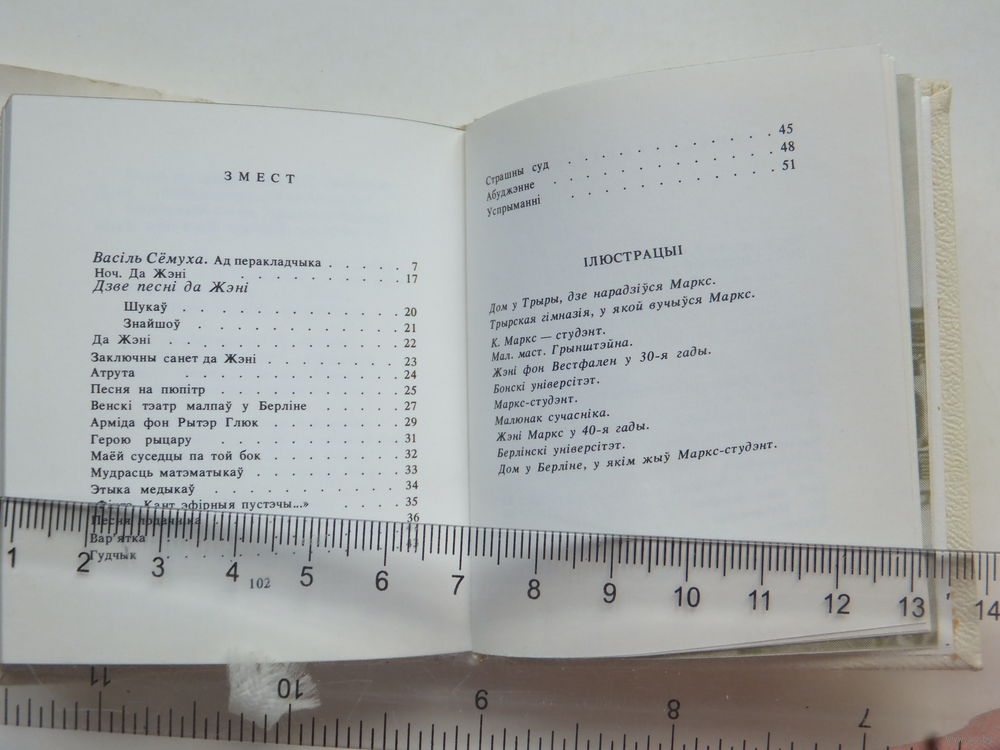 ЗМЕСТ
Васіль Сёмуха. Ад перакладчыка . . . . . 7
Ноч. Да Жэні . . . . . . . . . . 17
Дзве песні да Жэні
Шукаў . . . . . . . . . . . 20
Знайшоў . . . . . . . . . . . 21
Да Жэні . . . . . . . . . . . . 22
Заключны санет да Жэні . . . . . . . . 23
Атрута . . . . . . . . . . . . 24
Песня на пюпітр . . . . . . . . . . 25
Венскі тэатр малпаў у Берліне . . . . . 27
Арміда фон Рытэр Глюк . . . . . . . . 29
Герою рыцару . . . . . . . . . . 31
Маёй суседцы па той бок . . . . . . . 32
Мудрасць матэматыкаў . . . . . . . . 33
Этыка медыкаў . . . . . . . . . . 34
Кант эфірныя пустэчы...» . . . . 35
Песня 36
Вар'ятка
Гудчык
102
Страшны суд . . . . . . . . . . 45
Абуджэнне . . . . . . . . . . . 48
Успрыманні . . . . . . . . . . 51
ІЛЮСТРАЦЫІ
Дом у Трыры, дзе нарадзіўся Маркс.
Трырская гімназія, у якой вучыўся Маркс.
К. Маркс — студэнт.
Мал. маст. Грынштэйна.
Жэні фон Вестфален у 30-я гады.
Бонскі універсітэт.
Маркс-студэнт.
Малюнак сучасніка.
Жэні Маркс у 40-я гады.
Берлінскі універсітэт.
Дом у Берліне, у якім жыў Маркс-студэнт.
1 2 3 4 5 6 7 8 9 10 11 12 13 14
11 10 9 8 7